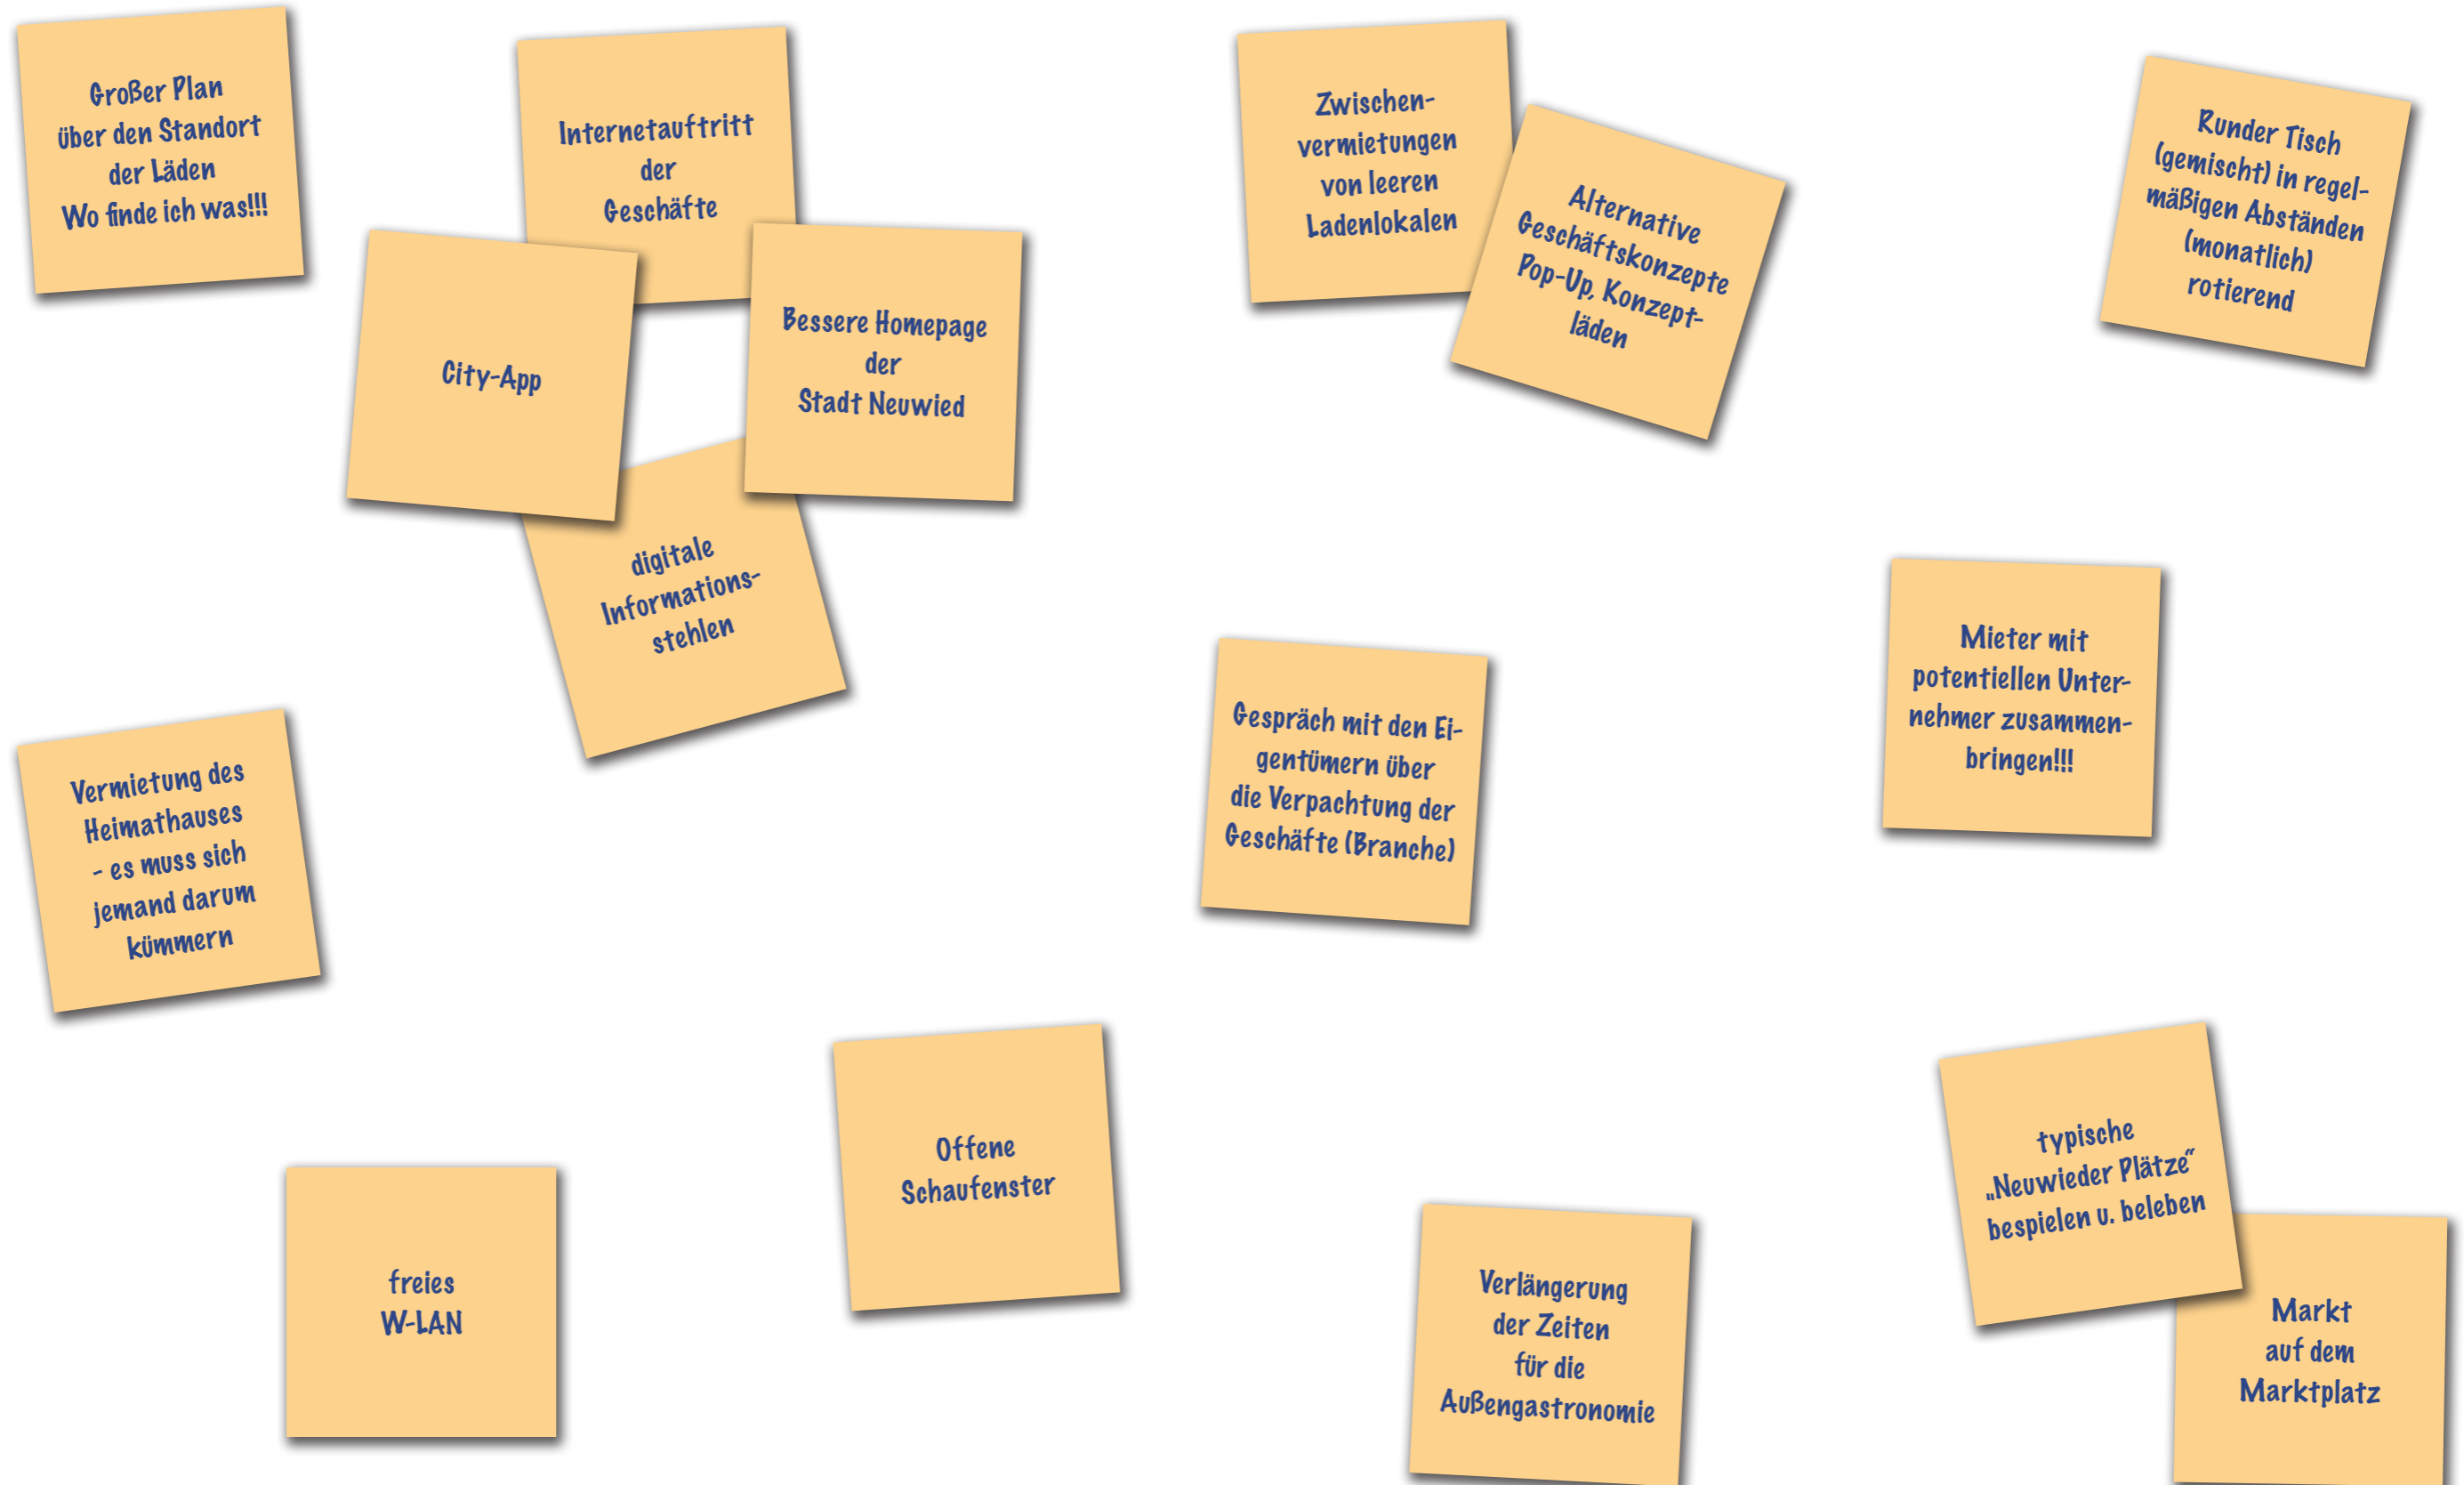 Großer Plan
über den Standort
der Läden
Wo finde ich was!!!
Internetauftritt
der
Geschäfte
City-App
Bessere Homepage
der
Stadt Neuwied
digitale
Informations-
stehlen
Zwischen-
vermietungen
von leeren
Ladenlokalen
Alternative
Geschäftskonzepte
Pop-Up, Konzept-
läden
Runder Tisch
(gemischt) in regel-
mäßigen Abständen
(monatlich)
rotierend
Vermietung des
Heimathauses
- es muss sich
jemand darum
kümmern
Gespräch mit den Ei-
gentümern über
die Verpachtung der
Geschäfte (Branche)
Mieter mit
potentiellen Unter-
nehmer zusammen-
bringen!!!
freies
W-LAN
Offene
Schaufenster
Verlängerung
der Zeiten
für die
Außengastronomie
typische
„Neuwieder Plätze“
bespielen u. beleben
Markt
auf dem
Marktplatz